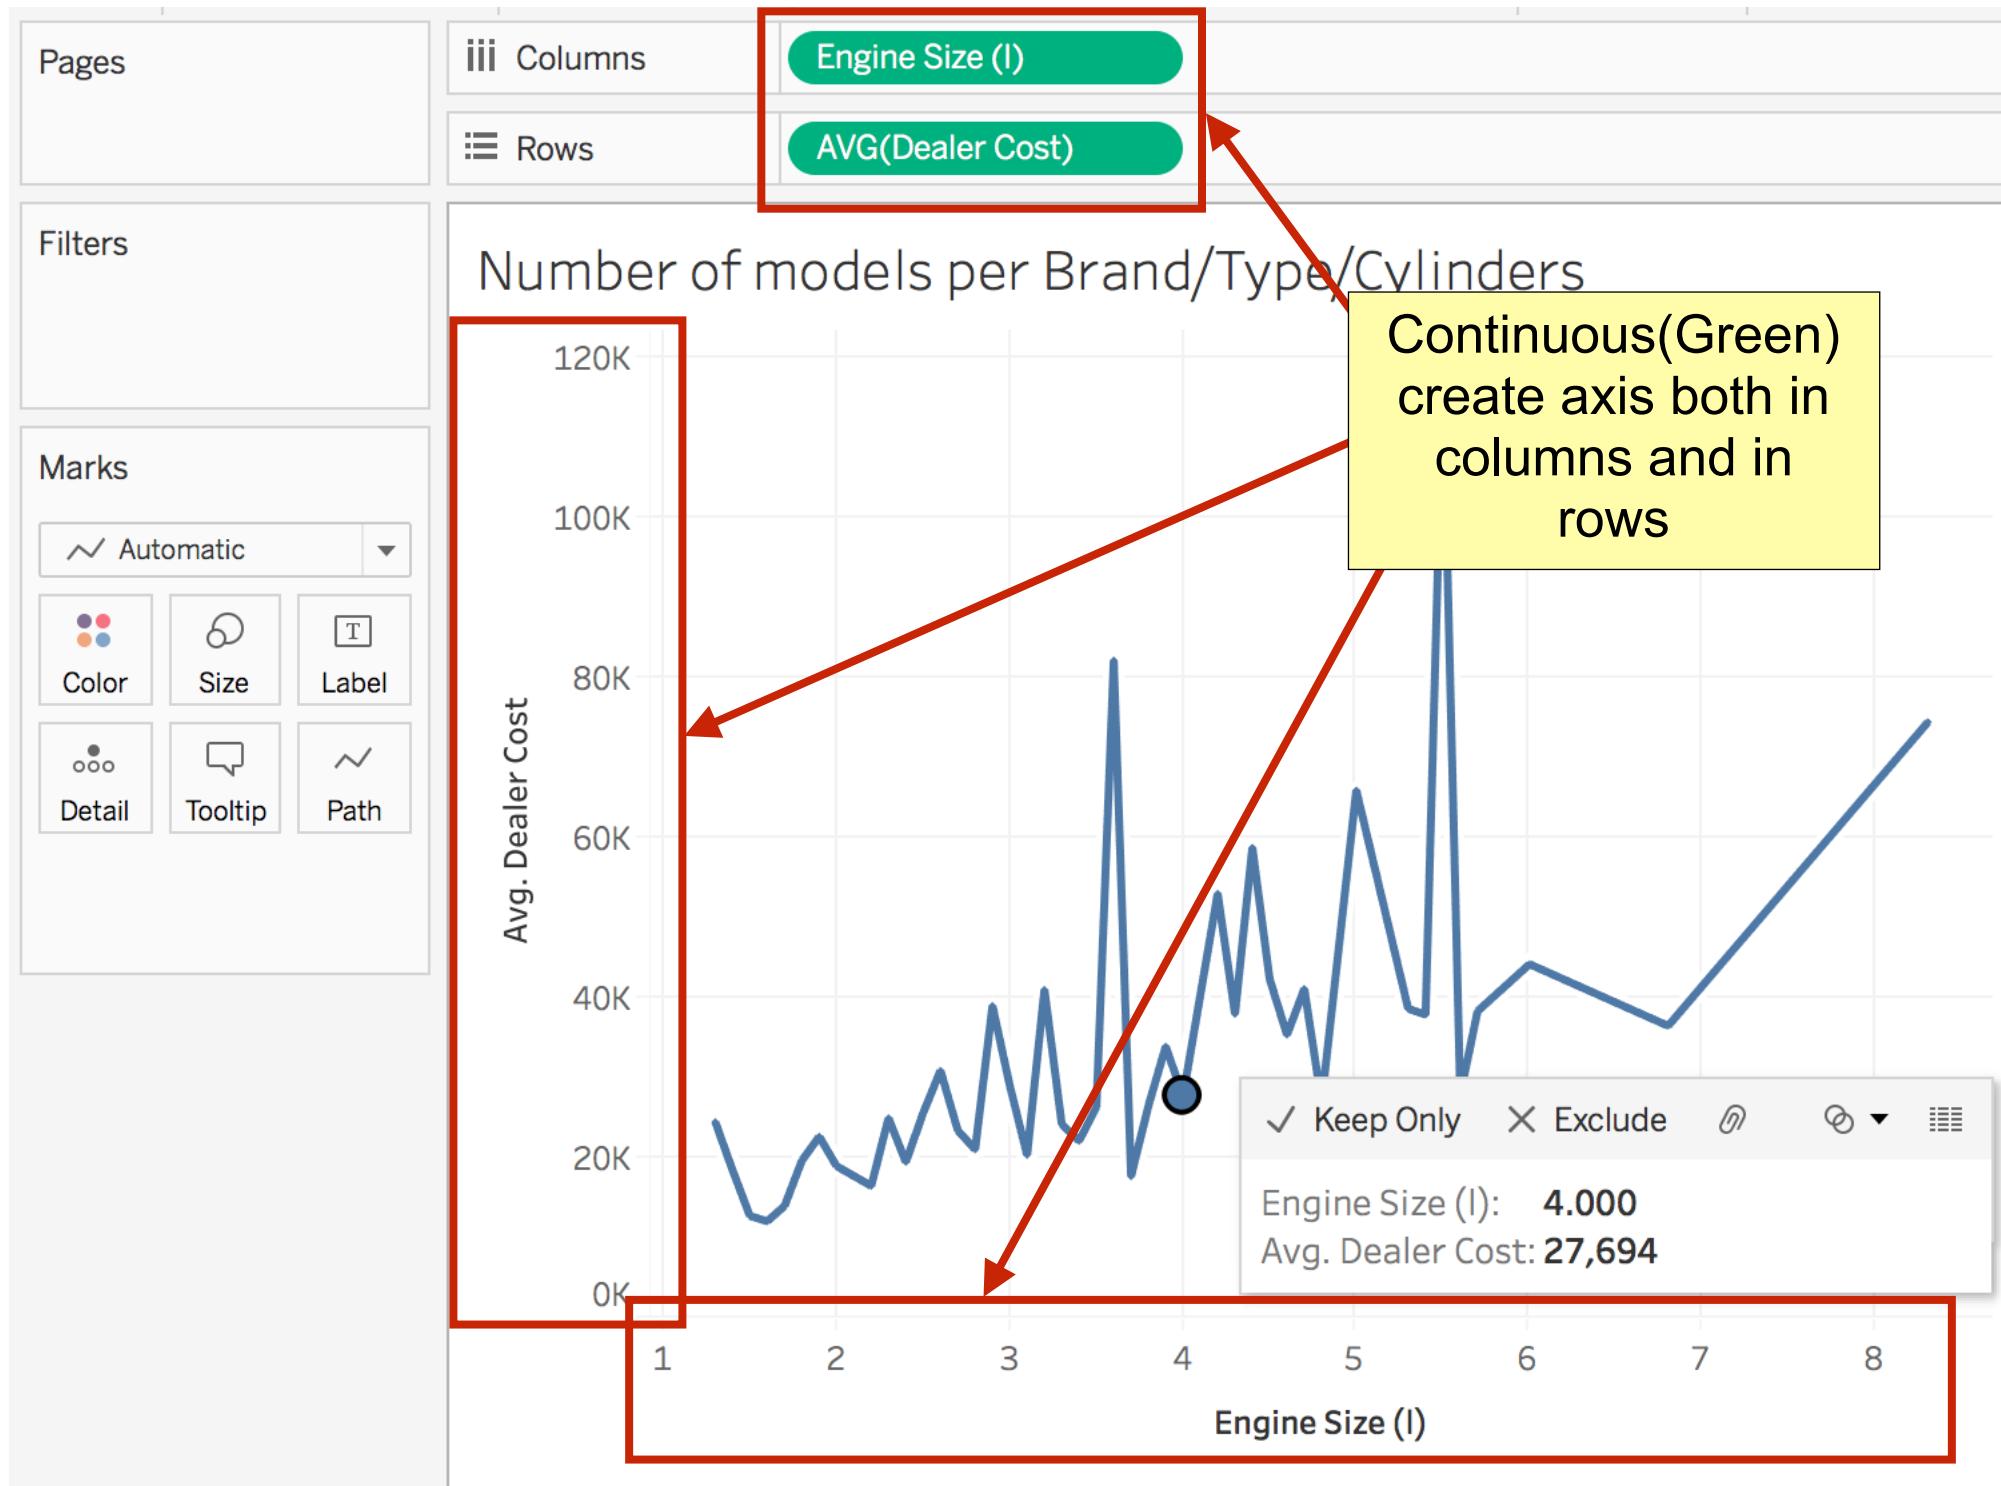 Pages
Columns
Engine Size (l)
Rows
AVG(Dealer Cost)
Filters
Marks
Automatic
Color
Size
Label
Detail
Tooltip
Path
Number of models per Brand/Type/Cylinders
Continuous(Green)
create axis both in
columns and in
rows
120K
100K
80K
60K
40K
20K
0K
Avg. Dealer Cost
Keep Only
Exclude
Engine Size (l): 4.000
Avg. Dealer Cost: 27,694
1 2 3 4 5 6 7 8
Engine Size (l)